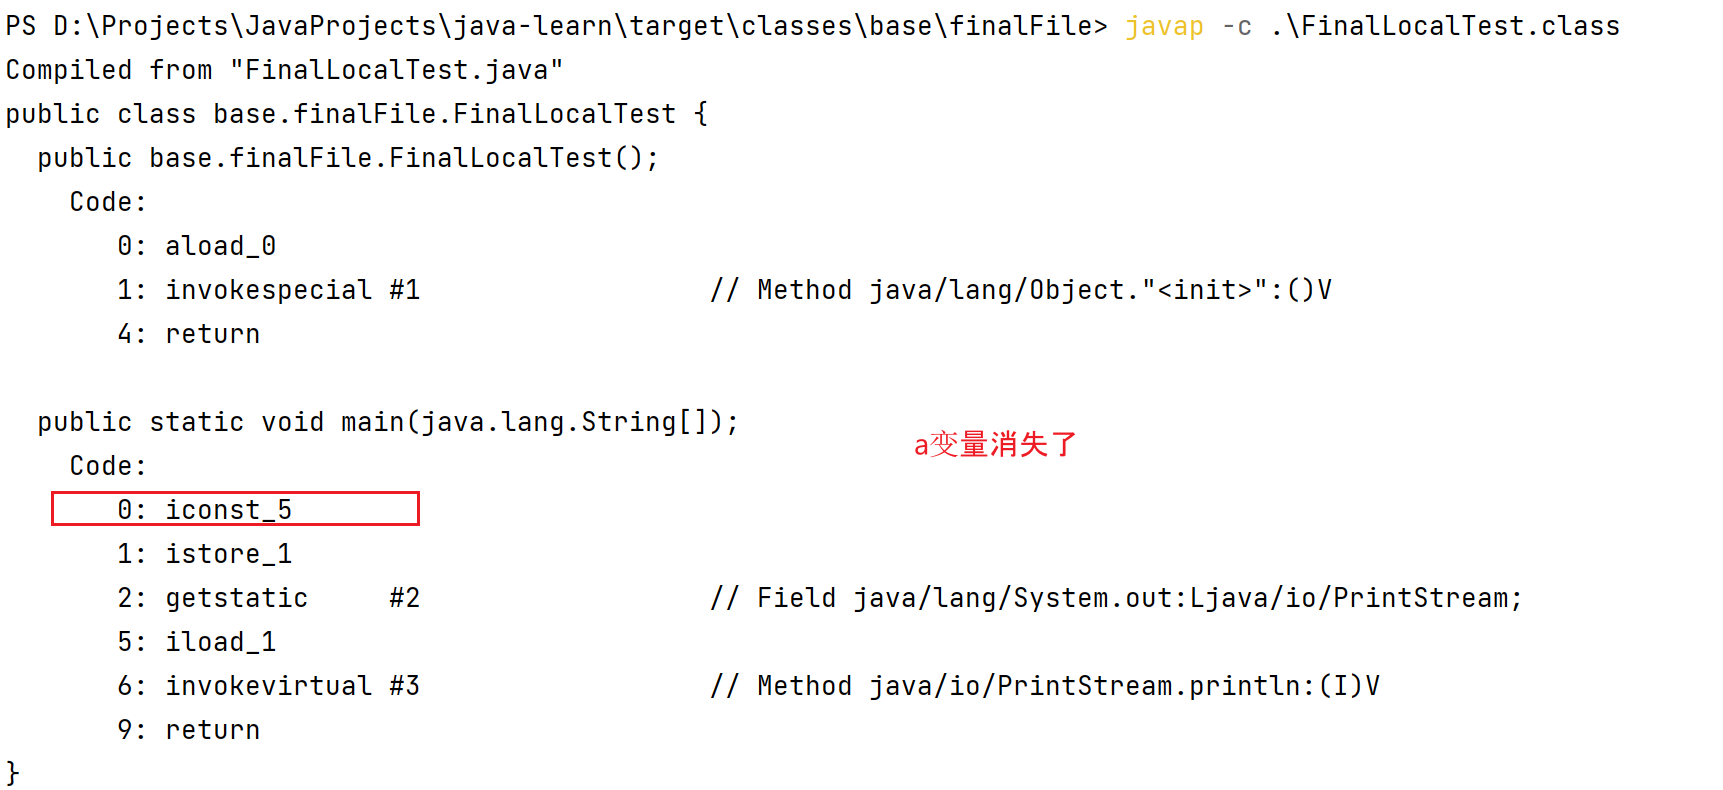 PS D:\Projects\JavaProjects\java-learn\target\classes\base\finalFile> javap -c .\FinalLocalTest.class
Compiled from "FinalLocalTest.java"
public class base.finalFile.FinalLocalTest {
  public base.finalFile.FinalLocalTest();
    Code:
       0: aload_0
       1: invokespecial #1                  // Method java/lang/Object."<init>":()V
       4: return

  public static void main(java.lang.String[]);
a变量消失了
    Code:
       0: iconst_5
       1: istore_1
       2: getstatic     #2                  // Field java/lang/System.out:Ljava/io/PrintStream;
       5: iload_1
       6: invokevirtual #3                  // Method java/io/PrintStream.println:(I)V
       9: return
}